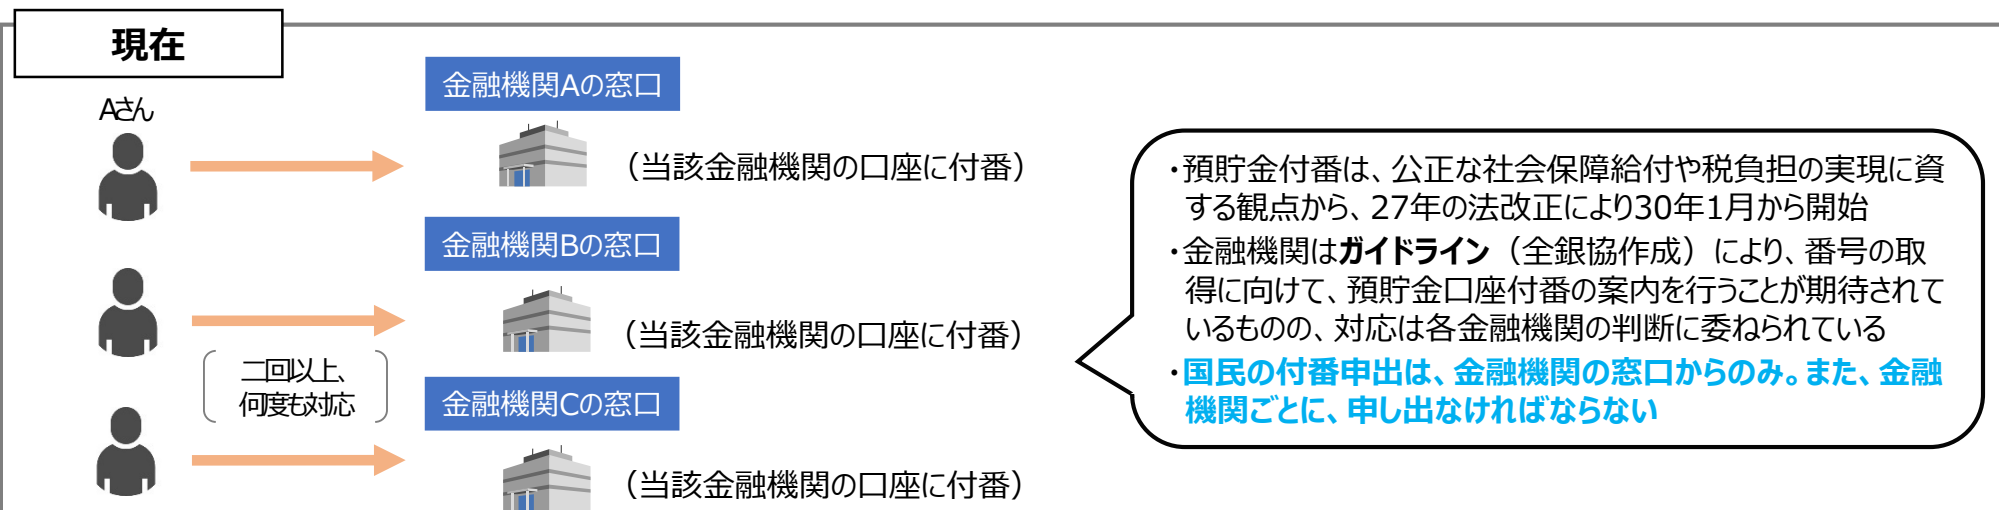 現在
Aさん
金融機関Aの窓口
（当該金融機関の口座に付番）
金融機関Bの窓口
（当該金融機関の口座に付番）
二回以上、
何度も対応
金融機関Cの窓口
（当該金融機関の口座に付番）
・預貯金付番は、公正な社会保障給付や税負担の実現に資
する観点から、27年の法改正により30年1月から開始
・金融機関はガイドライン（全銀協作成）により、番号の取
得に向けて、預貯金口座付番の案内を行うことが期待されて
いるものの、対応は各金融機関の判断に委ねられている
・国民の付番申出は、金融機関の窓口からのみ。また、金融
機関ごとに、申し出なければならない